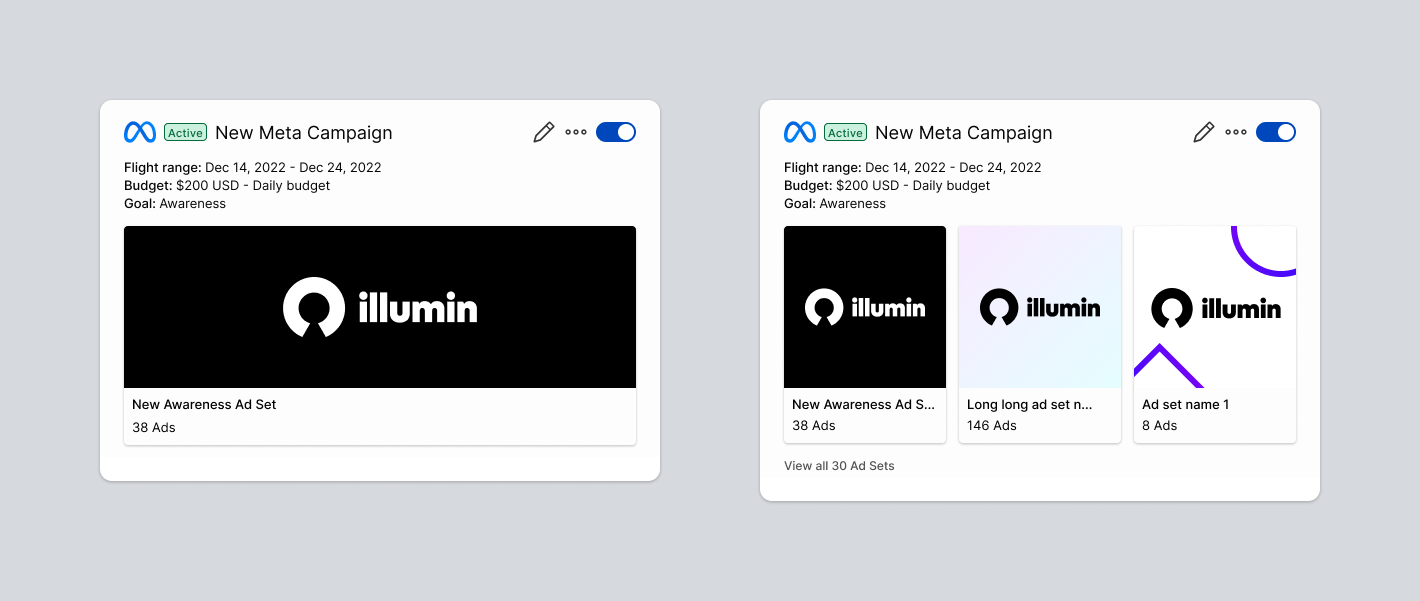 Active New Meta Campaign
Flight range: Dec 14, 2022 - Dec 24, 2022
Budget: $200 USD - Daily budget
Goal: Awareness
illumin
New Awareness Ad Set
38 Ads
Active New Meta Campaign
Flight range: Dec 14, 2022 - Dec 24, 2022
Budget: $200 USD - Daily budget
Goal: Awareness
illumin
New Awareness Ad S...
38 Ads
illumin
Long long ad set n...
146 Ads
illumin
Ad set name 1
8 Ads
View all 30 Ad Sets